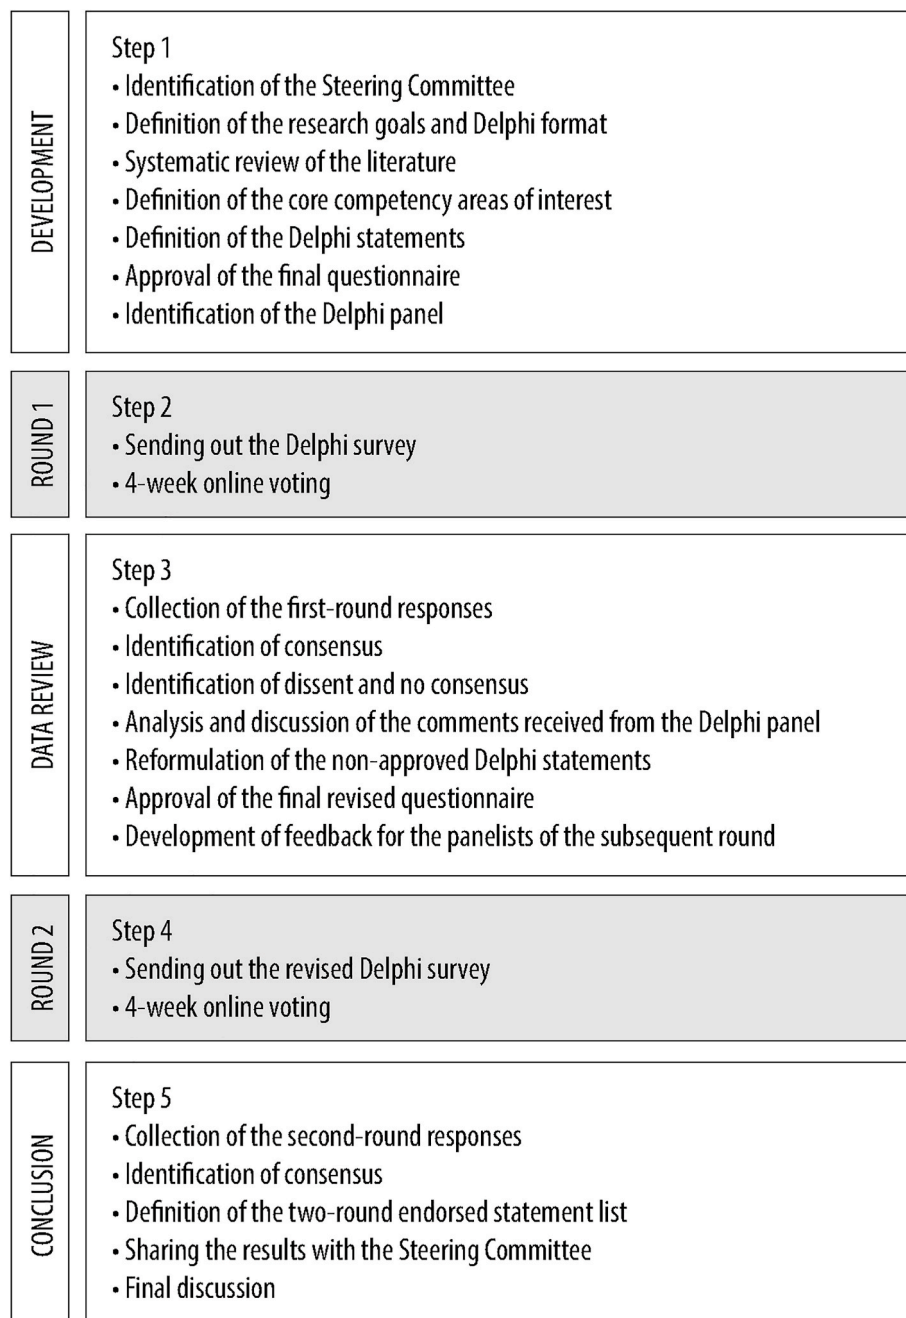 DEVELOPMENT
Step 1
• Identification of the Steering Committee
• Definition of the research goals and Delphi format
• Systematic review of the literature
• Definition of the core competency areas of interest
• Definition of the Delphi statements
• Approval of the final questionnaire
• Identification of the Delphi panel
ROUND 1
Step 2
• Sending out the Delphi survey
• 4-week online voting
DATA REVIEW
Step 3
• Collection of the first-round responses
• Identification of consensus
• Identification of dissent and no consensus
• Analysis and discussion of the comments received from the Delphi panel
• Reformulation of the non-approved Delphi statements
• Approval of the final revised questionnaire
• Development of feedback for the panelists of the subsequent round
ROUND 2
Step 4
• Sending out the revised Delphi survey
• 4-week online voting
CONCLUSION
Step 5
• Collection of the second-round responses
• Identification of consensus
• Definition of the two-round endorsed statement list
• Sharing the results with the Steering Committee
• Final discussion